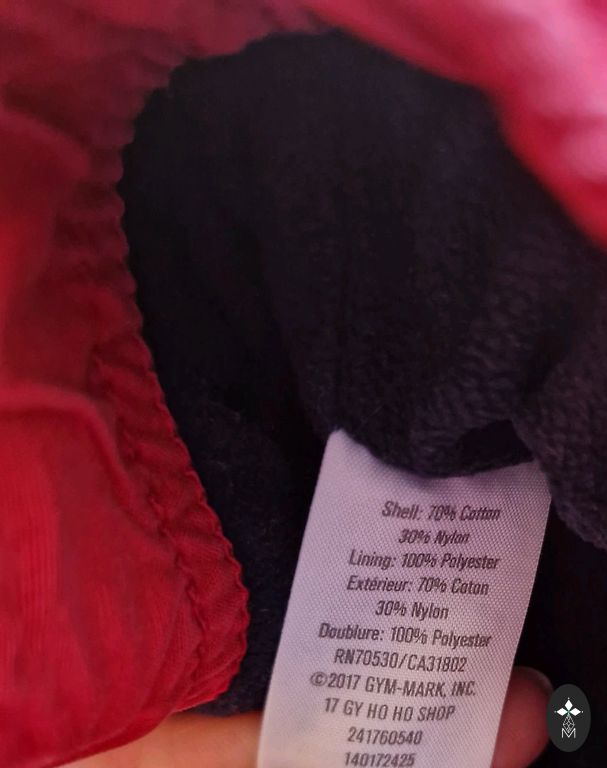 Shell: 70% Cotton
30% Nylon
Lining: 100% Polyester
Extérieur: 70% Coton
30% Nylon
Doublure: 100% Polyester
RN70530/CA31802
©2017 GYM-MARK, INC.
17 GY HO HO SHOP
241760540
140172425
M